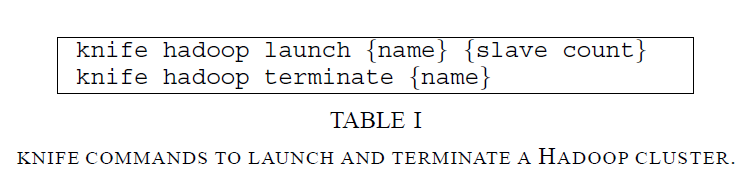 knife hadoop launch {name} {slave count}
knife hadoop terminate {name}
TABLE I
KNIFE COMMANDS TO LAUNCH AND TERMINATE A HADOOP CLUSTER.